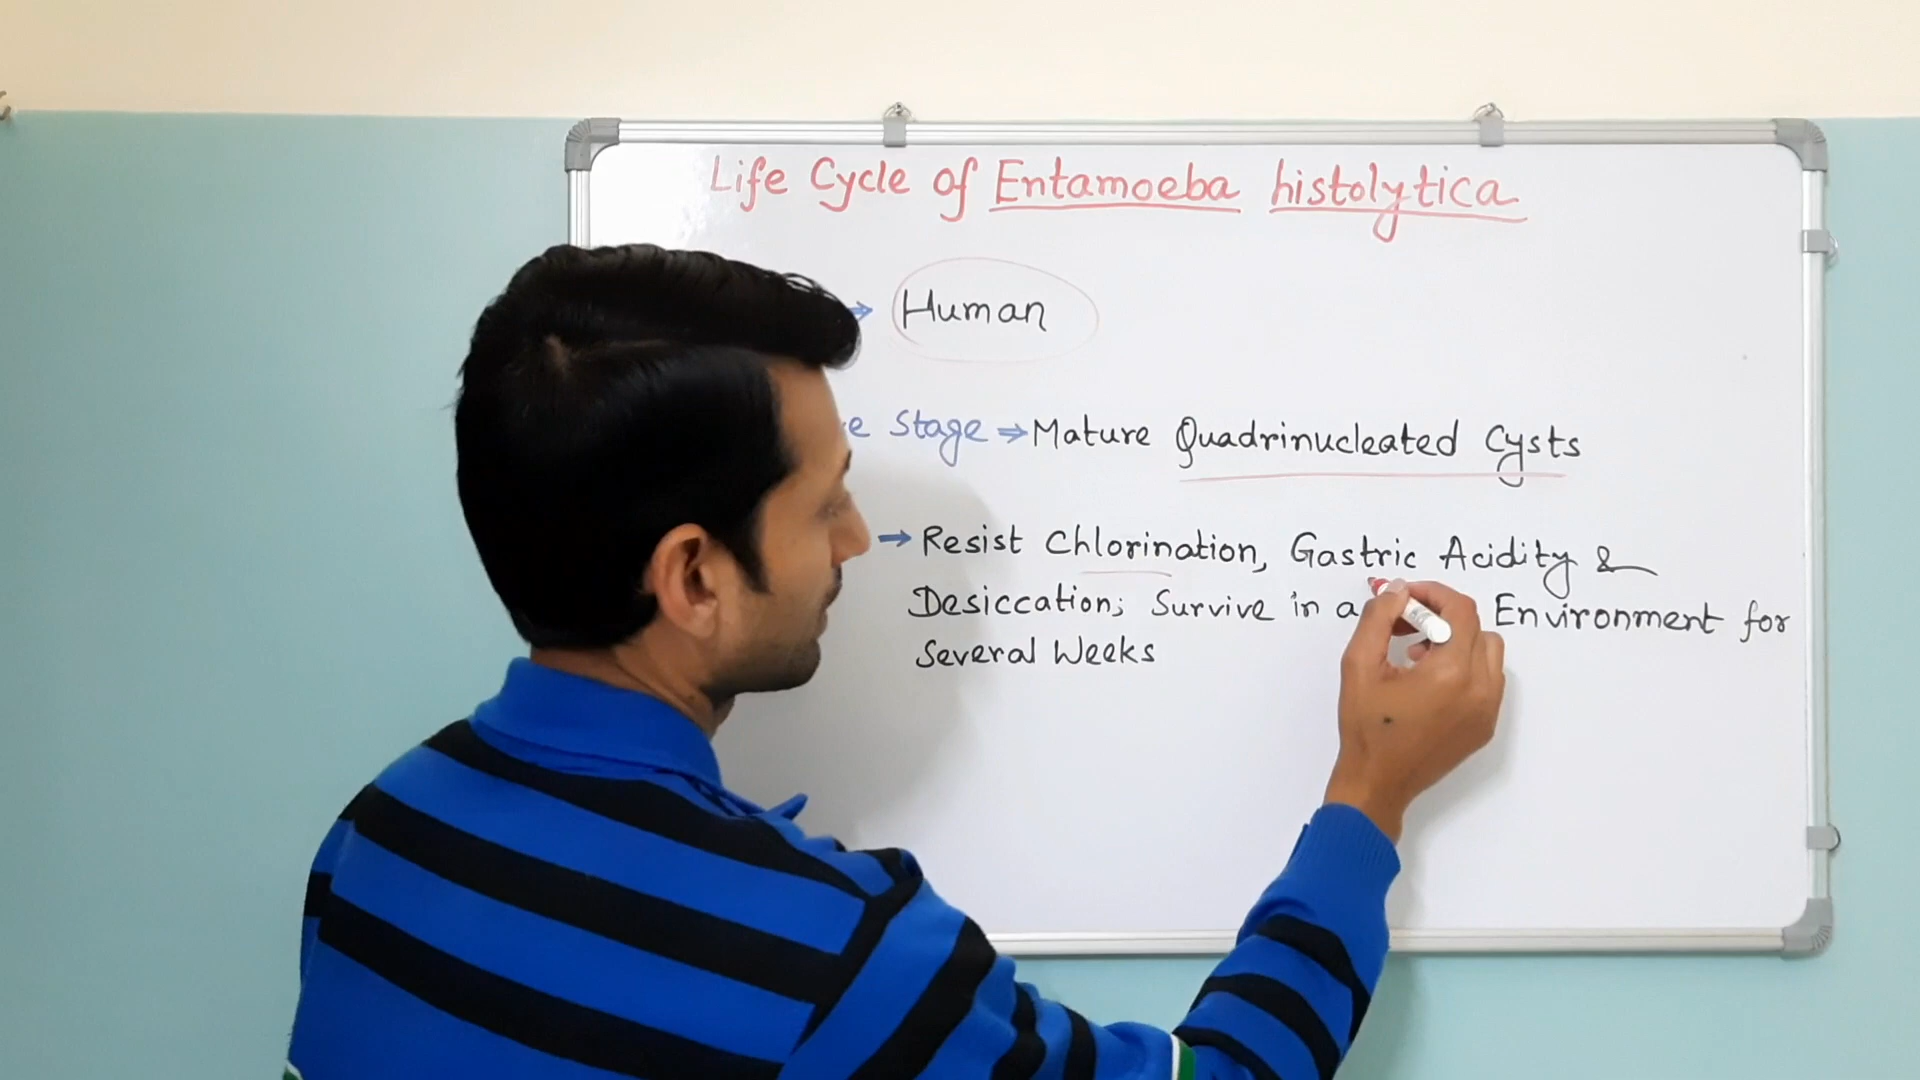 Life Cycle of Entamoeba histolytica
⇒ Human
Stage ⇒ Mature Quadrinucleated Cysts
→ Resist Chlorination, Gastric Acidity &
Desiccation; Survive in a Environment for
Several Weeks